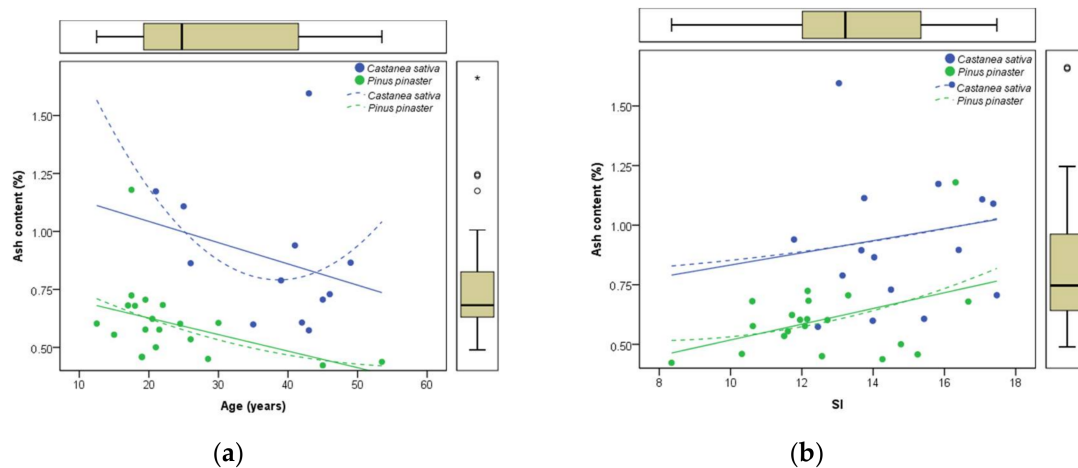 Castanea sativa
Pinus pinaster
Castanea sativa
Pinus pinaster
1.50
1.25
1.00
0.75
0.50
Ash content (%)
10 20 30 40 50 60
Age (years)
*
(a)
Castanea sativa
Pinus pinaster
Castanea sativa
Pinus pinaster
1.50
1.25
1.00
0.75
0.50
Ash content (%)
8 10 12 14 16 18
SI
(b)